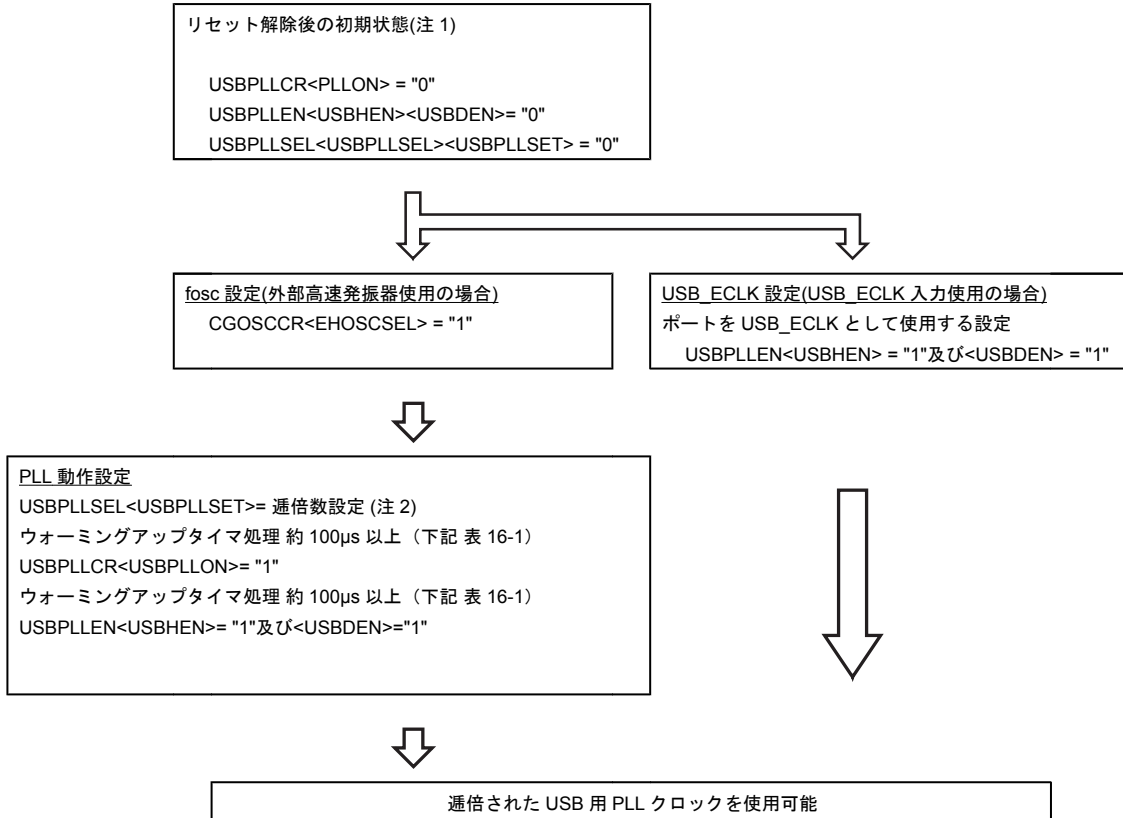 リセット解除後の初期状態(注 1)
USBPLLCR<PLLON> = "0"
USBPLLEN<USBHEN><USBDEN>= "0"
USBPLLSEL<USBPLLSEL><USBPLLSET> = "0"
fosc 設定(外部高速発振器使用の場合)
CGOSCCR<EHOSCSEL> = "1"
USB_ECLK 設定(USB_ECLK 入力使用の場合)
ポートを USB_ECLK として使用する設定
USBPLLEN<USBHEN> = "1"及び<USBDEN> = "1"
PLL 動作設定
USBPLLSEL<USBPLLSET>= 逓倍数設定 (注 2)
ウォーミングアップタイマ処理 約 100μs 以上（下記 表 16-1）
USBPLLCR<USBPLLON>= "1"
ウォーミングアップタイマ処理 約 100μs 以上（下記 表 16-1）
USBPLLEN<USBHEN>= "1"及び<USBDEN>="1"
逓倍された USB 用 PLL クロックを使用可能